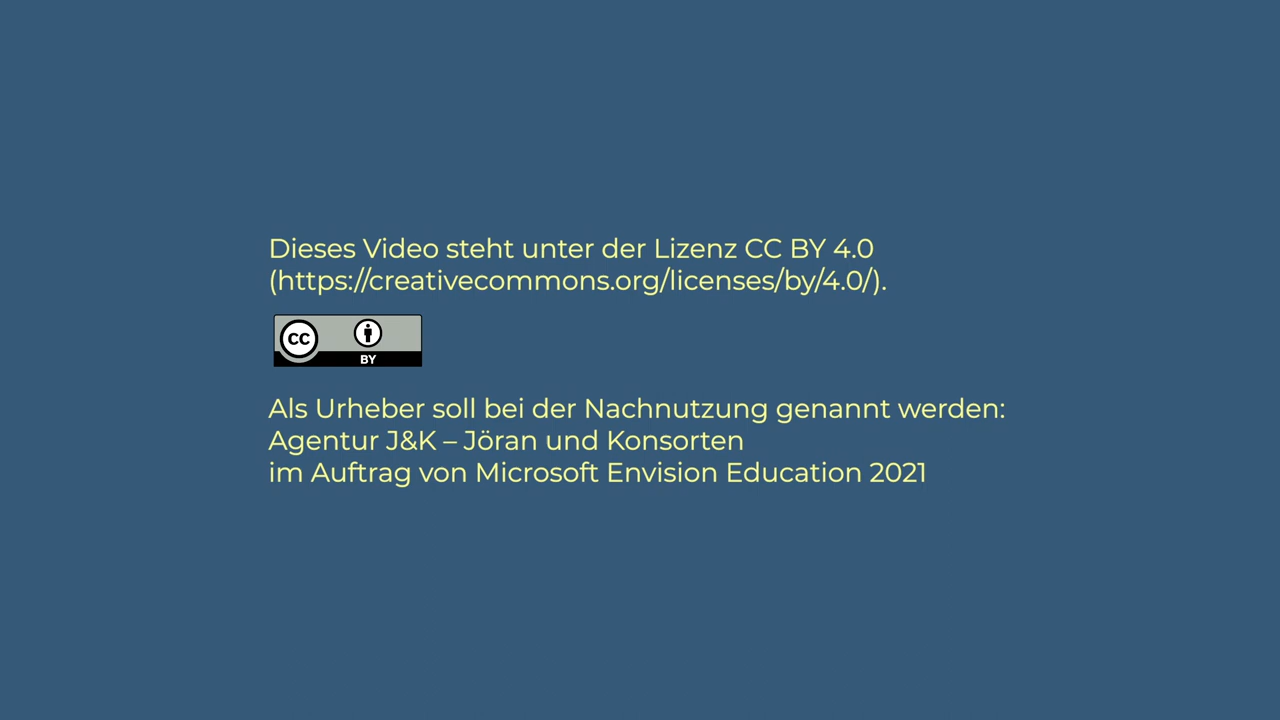 Dieses Video steht unter der Lizenz CC BY 4.0
(https://creativecommons.org/licenses/by/4.0/).
CC
BY
Als Urheber soll bei der Nachnutzung genannt werden:
Agentur J&K – Jöran und Konsorten
im Auftrag von Microsoft Envision Education 2021